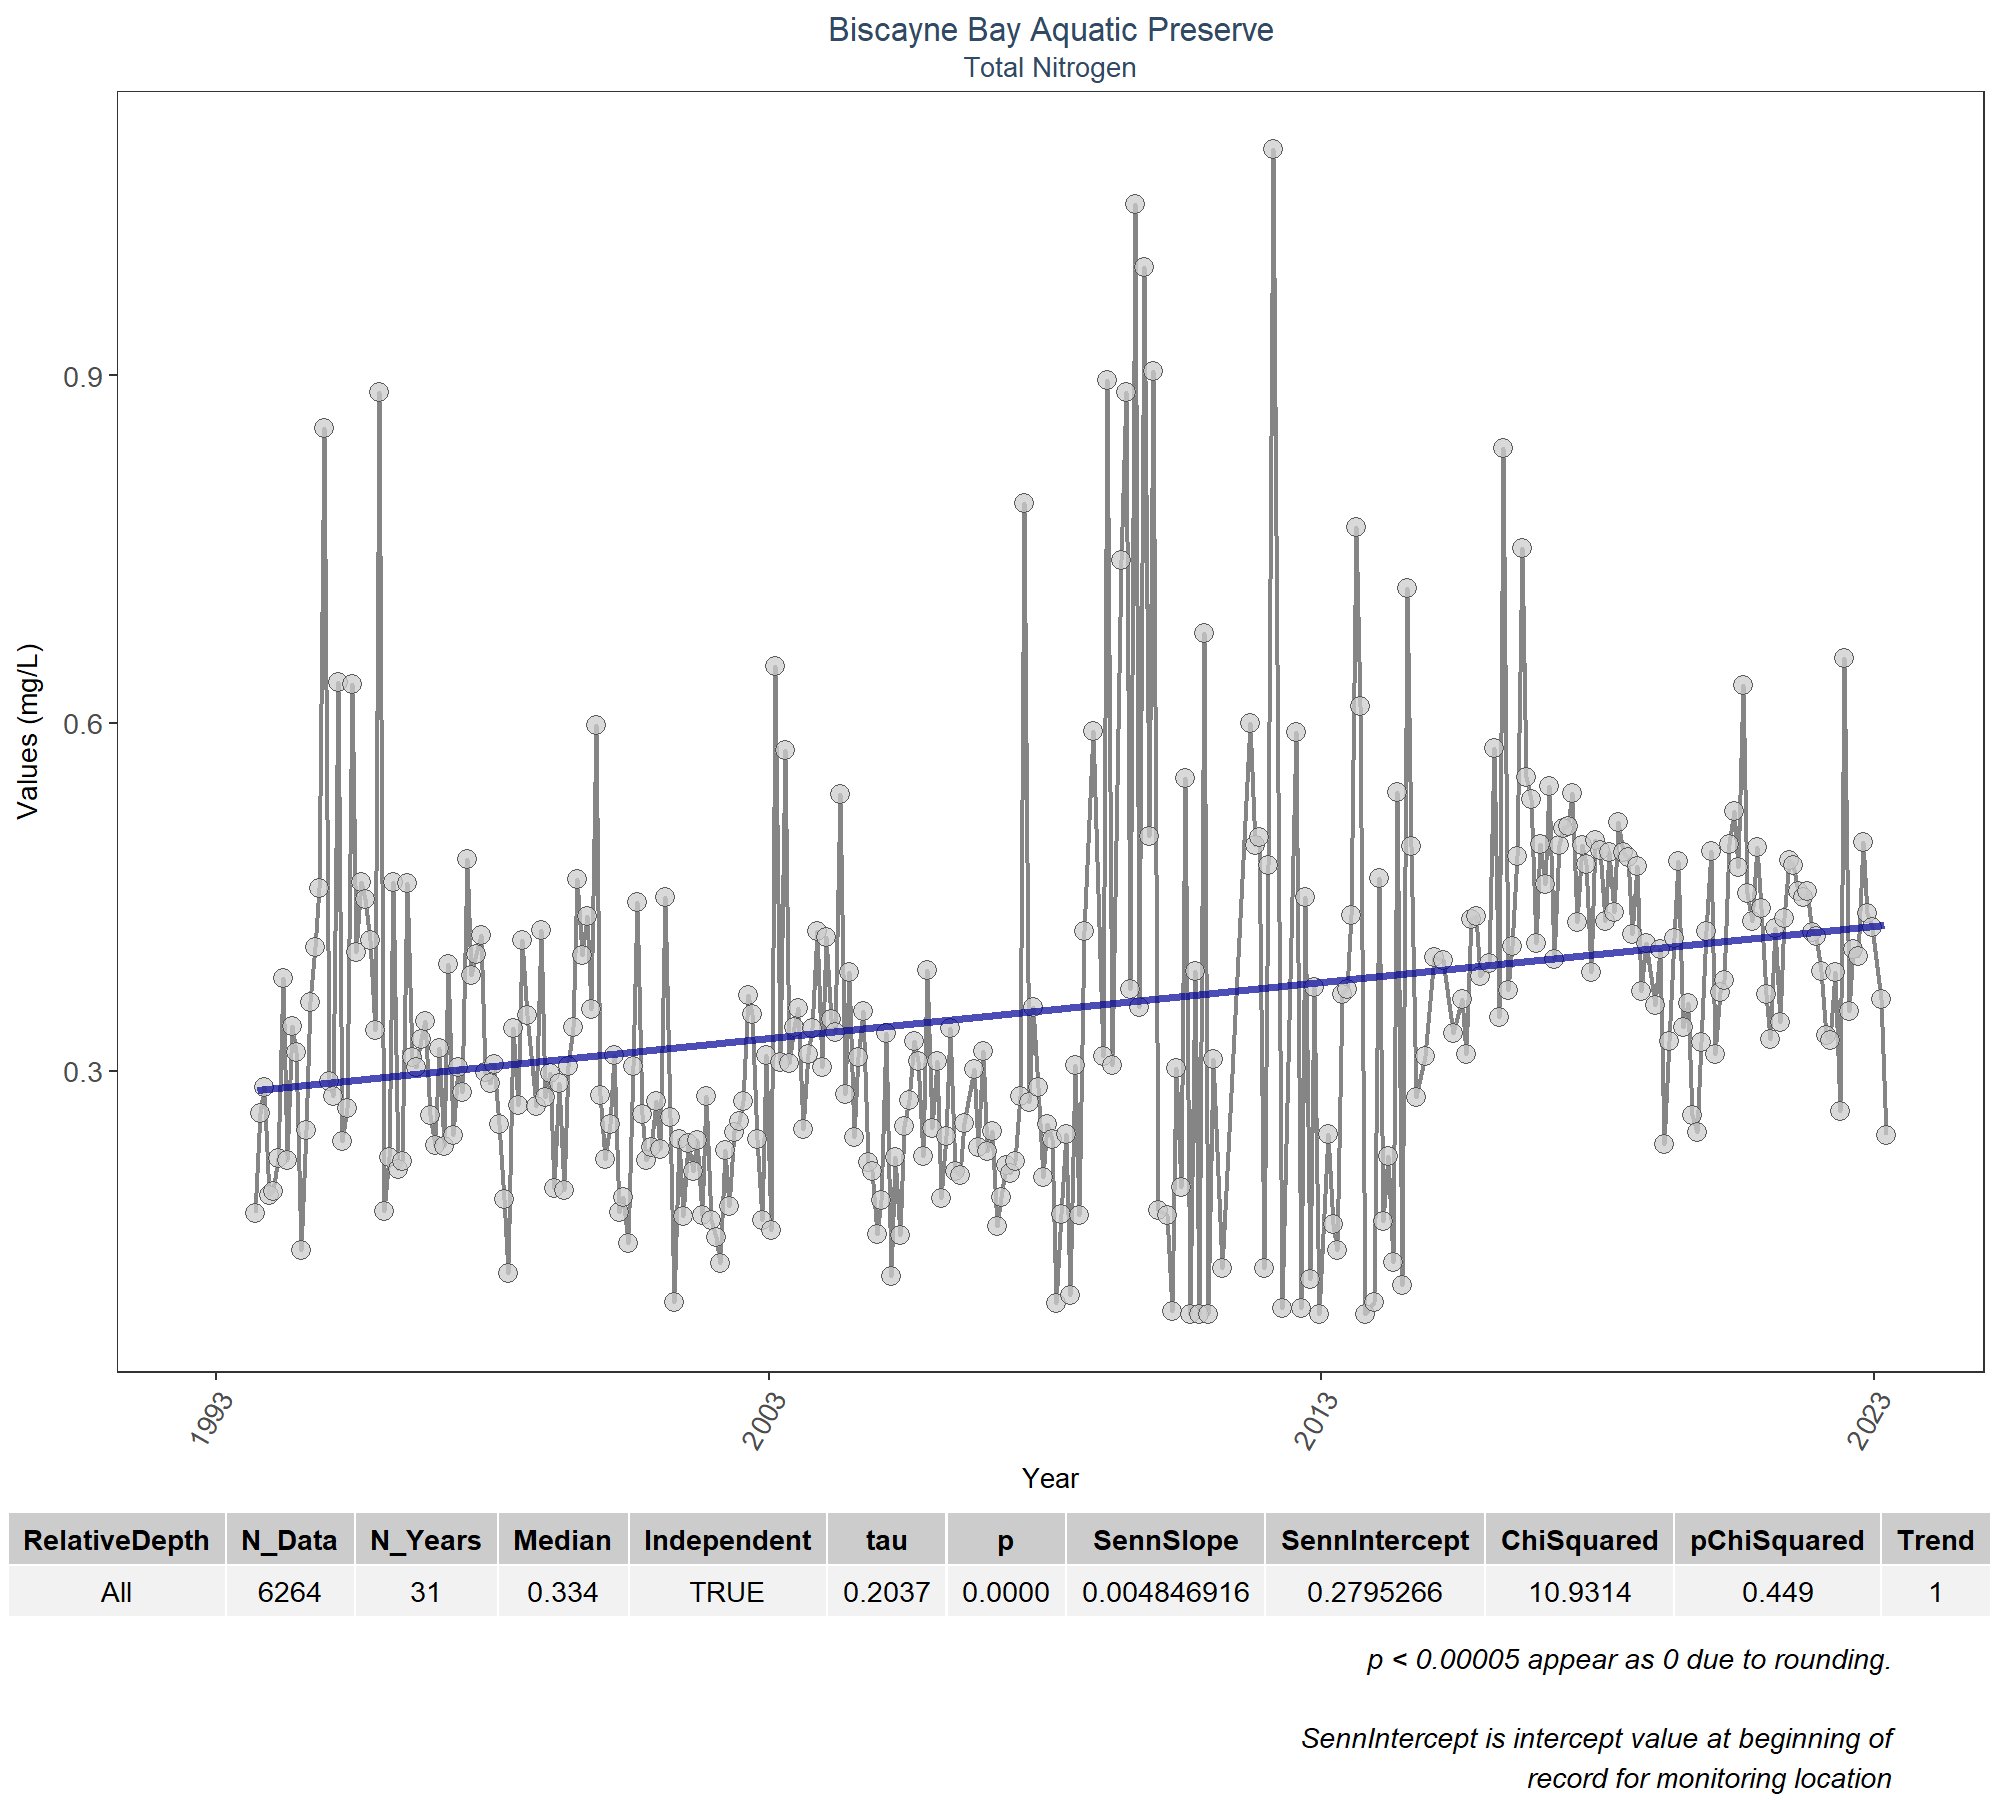 Biscayne Bay Aquatic Preserve
Total Nitrogen
Values (mg/L)
0.9
0.6
0.3
1993 2003 2013 2023
Year
RelativeDepth N_Data N_Years Median Independent tau p SennSlope SennIntercept ChiSquared pChiSquared Trend
All 6264 31 0.334 TRUE 0.2037 0.0000 0.004846916 0.2795266 10.9314 0.449 1
p < 0.00005 appear as 0 due to rounding.
SennIntercept is intercept value at beginning of
record for monitoring location